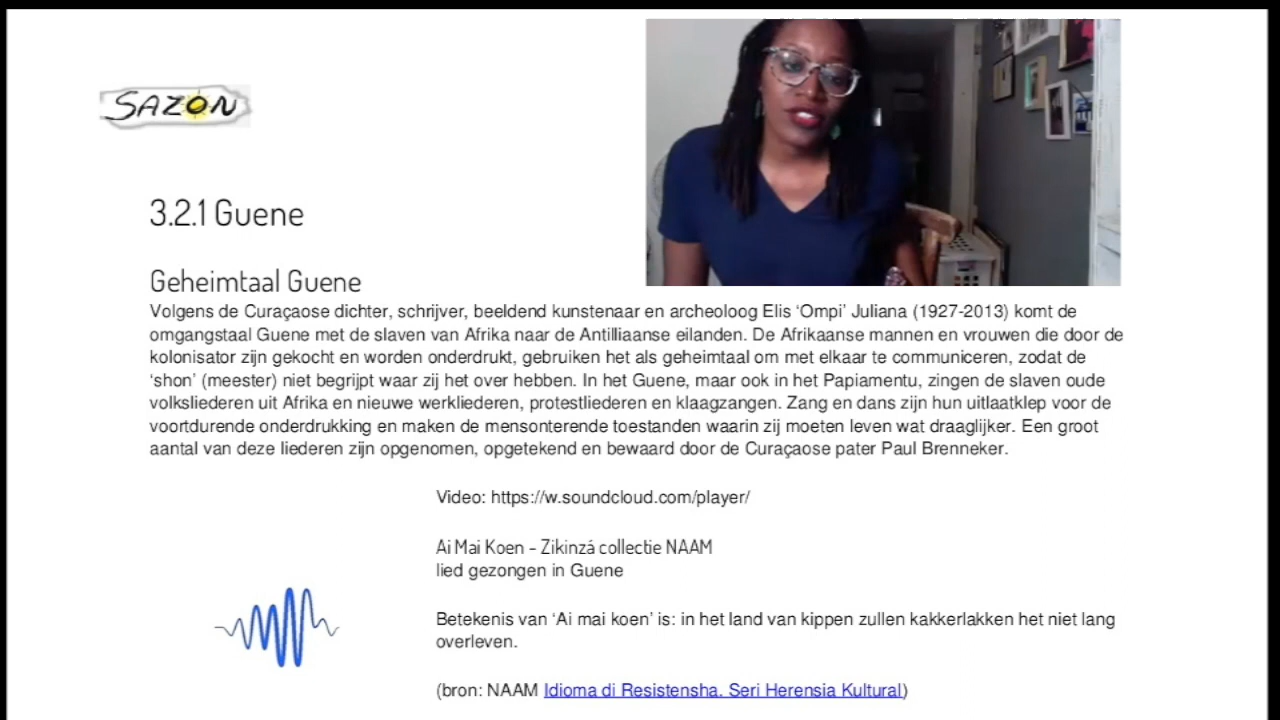 SAZON
3.2.1 Guene
Geheimtaal Guene
Volgens de Curaçaose dichter, schrijver, beeldend kunstenaar en archeoloog Elis ‘Ompi’ Juliana (1927-2013) komt de
omgangstaal Guene met de slaven van Afrika naar de Antilliaanse eilanden. De Afrikaanse mannen en vrouwen die door de
kolonisator zijn gekocht en worden onderdrukt, gebruiken het als geheimtaal om met elkaar te communiceren, zodat de
‘shon’ (meester) niet begrijpt waar zij het over hebben. In het Guene, maar ook in het Papiamentu, zingen de slaven oude
volksliederen uit Afrika en nieuwe werkliederen, protestliederen en klaagzangen. Zang en dans zijn hun uitlaatklep voor de
voortdurende onderdrukking en maken de mensonterende toestanden waarin zij moeten leven wat draaglijker. Een groot
aantal van deze liederen zijn opgenomen, opgetekend en bewaard door de Curaçaose pater Paul Brenneker.
Video: https://w.soundcloud.com/player/
Ai Mai Koen - Zikinzá collectie NAAM
lied gezongen in Guene
Betekenis van ‘Ai mai koen’ is: in het land van kippen zullen kakkerlakken het niet lang
overleven.
(bron: NAAM Idioma di Resistensha. Seri Herensia Kultural)